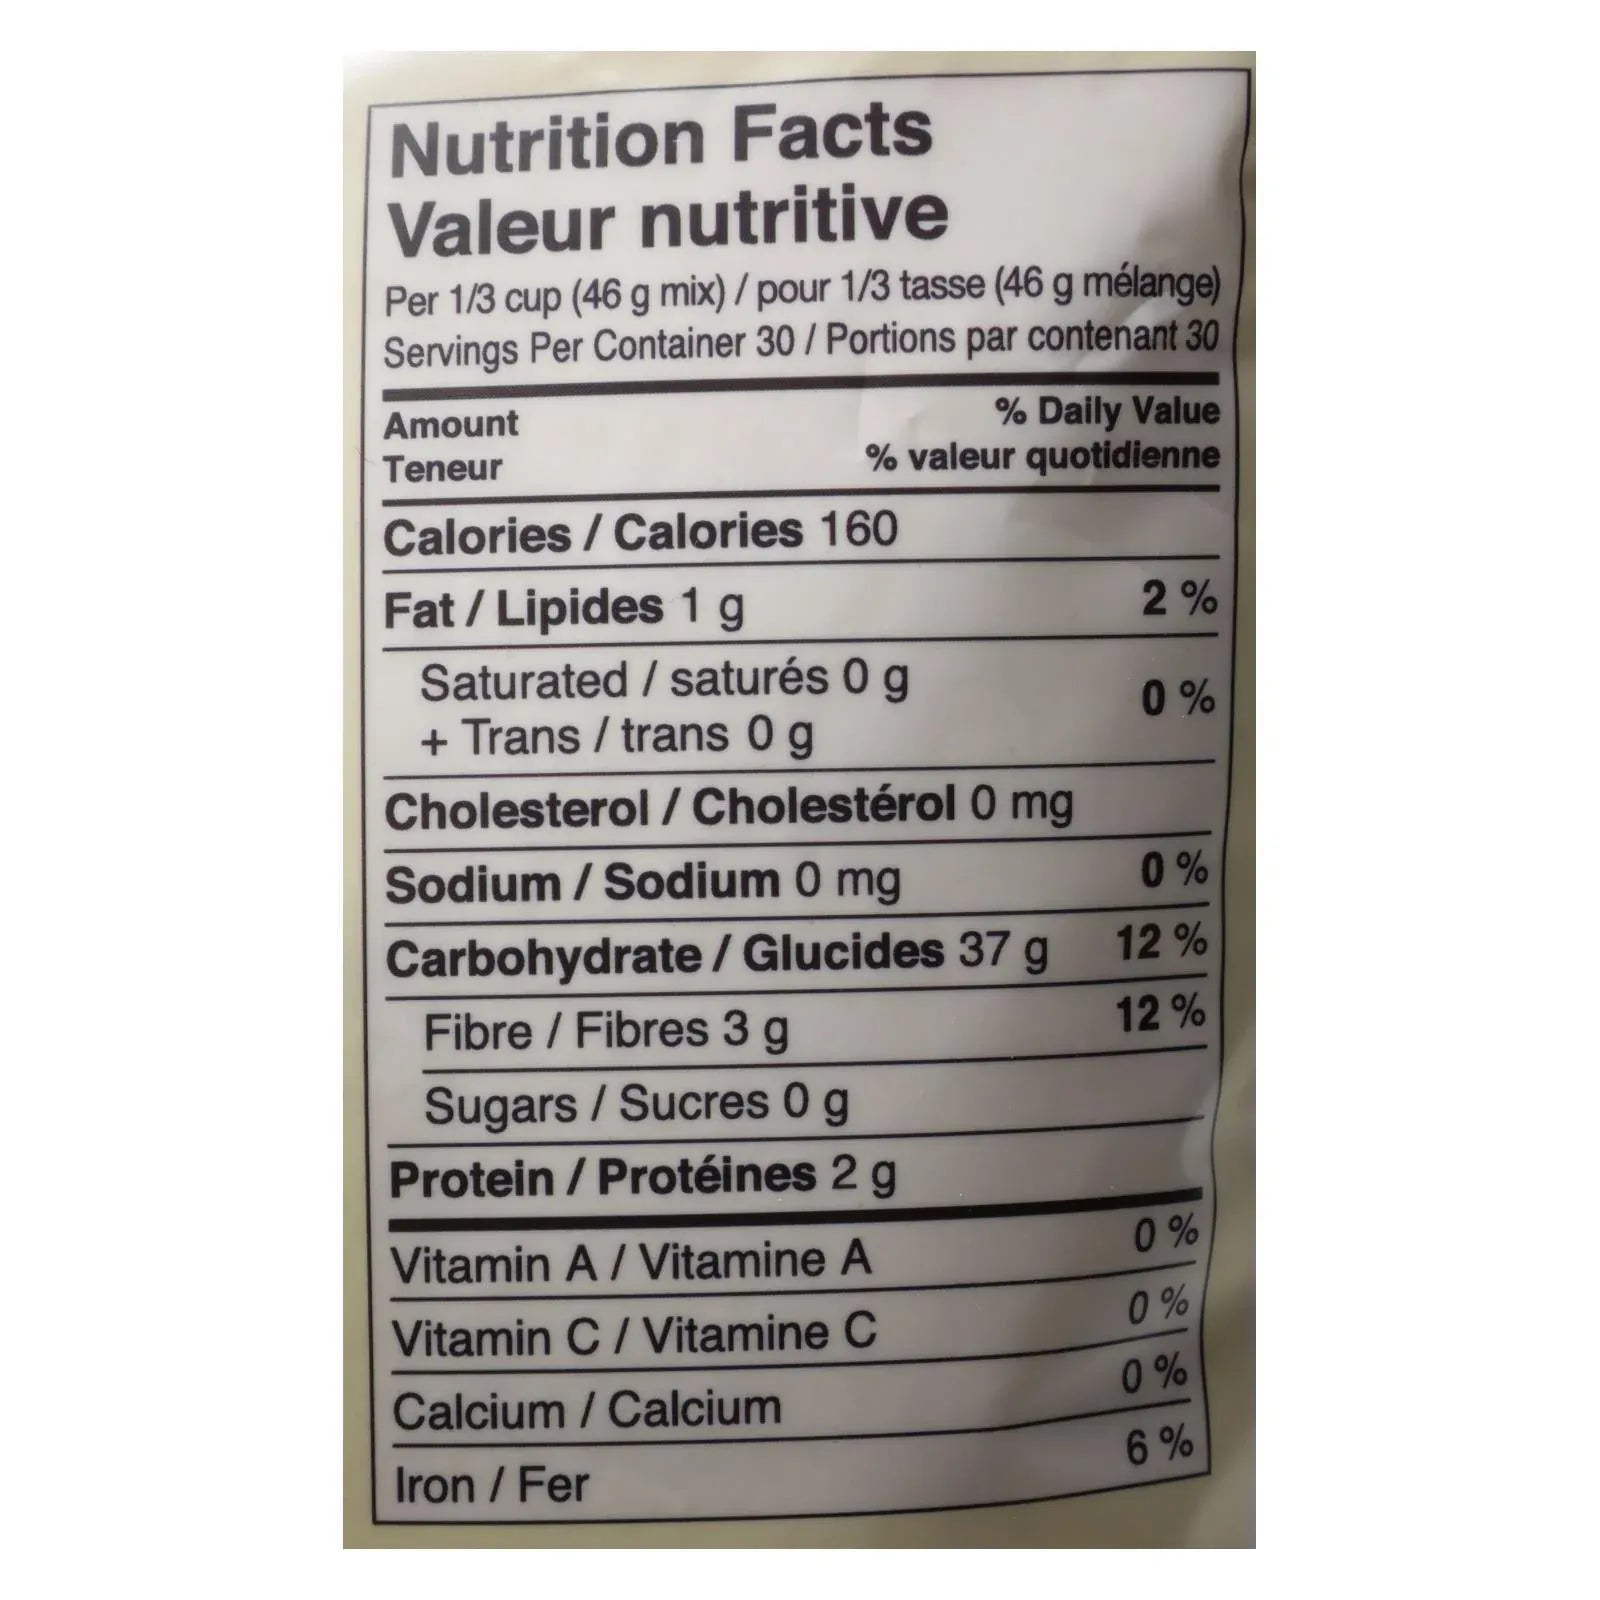 Nutrition Facts
Valeur nutritive
Per 1/3 cup (46 g mix) / pour 1/3 tasse (46 g mélange)
Servings Per Container 30 / Portions par contenant 30
Amount % Daily Value
Teneur % valeur quotidienne
Calories / Calories 160
Fat / Lipides 1 g 2 %
Saturated / saturés 0 g 0 %
+ Trans / trans 0 g
Cholesterol / Cholestérol 0 mg
Sodium / Sodium 0 mg 0 %
Carbohydrate / Glucides 37 g 12 %
Fibre / Fibres 3 g 12 %
Sugars / Sucres 0 g
Protein / Protéines 2 g
Vitamin A / Vitamine A 0 %
Vitamin C / Vitamine C 0 %
Calcium / Calcium 0 %
Iron / Fer 6 %